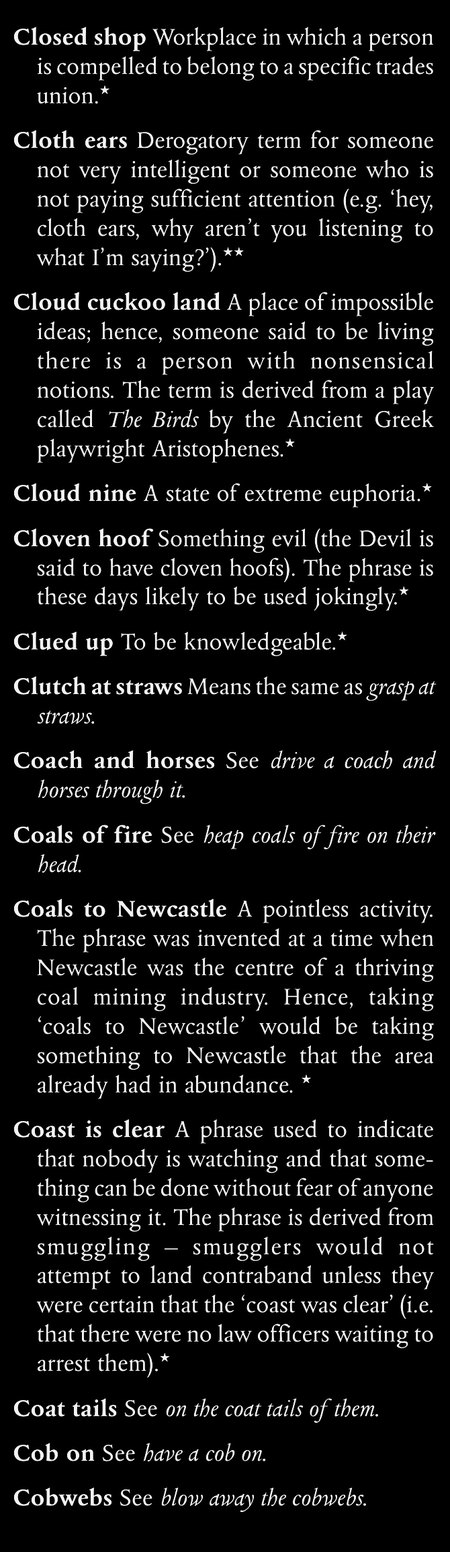 Closed shop Workplace in which a person
is compelled to belong to a specific trades
union.★
Cloth ears Derogatory term for someone
not very intelligent or someone who is
not paying sufficient attention (e.g. ‘hey,
cloth ears, why aren’t you listening to
what I’m saying?’).★★
Cloud cuckoo land A place of impossible
ideas; hence, someone said to be living
there is a person with nonsensical
notions. The term is derived from a play
called The Birds by the Ancient Greek
playwright Aristophenes.★
Cloud nine A state of extreme euphoria.★
Cloven hoof Something evil (the Devil is
said to have cloven hoofs). The phrase is
these days likely to be used jokingly.★
Clued up To be knowledgeable.★
Clutch at straws Means the same as grasp at
straws.
Coach and horses See drive a coach and
horses through it.
Coals of fire See heap coals of fire on their
head.
Coals to Newcastle A pointless activity.
The phrase was invented at a time when
Newcastle was the centre of a thriving
coal mining industry. Hence, taking
‘coals to Newcastle’ would be taking
something to Newcastle that the area
already had in abundance. ★
Coast is clear A phrase used to indicate
that nobody is watching and that some-
thing can be done without fear of anyone
witnessing it. The phrase is derived from
smuggling – smugglers would not
attempt to land contraband unless they
were certain that the ‘coast was clear’ (i.e.
that there were no law officers waiting to
arrest them).★
Coat tails See on the coat tails of them.
Cob on See have a cob on.
Cobwebs See blow away the cobwebs.